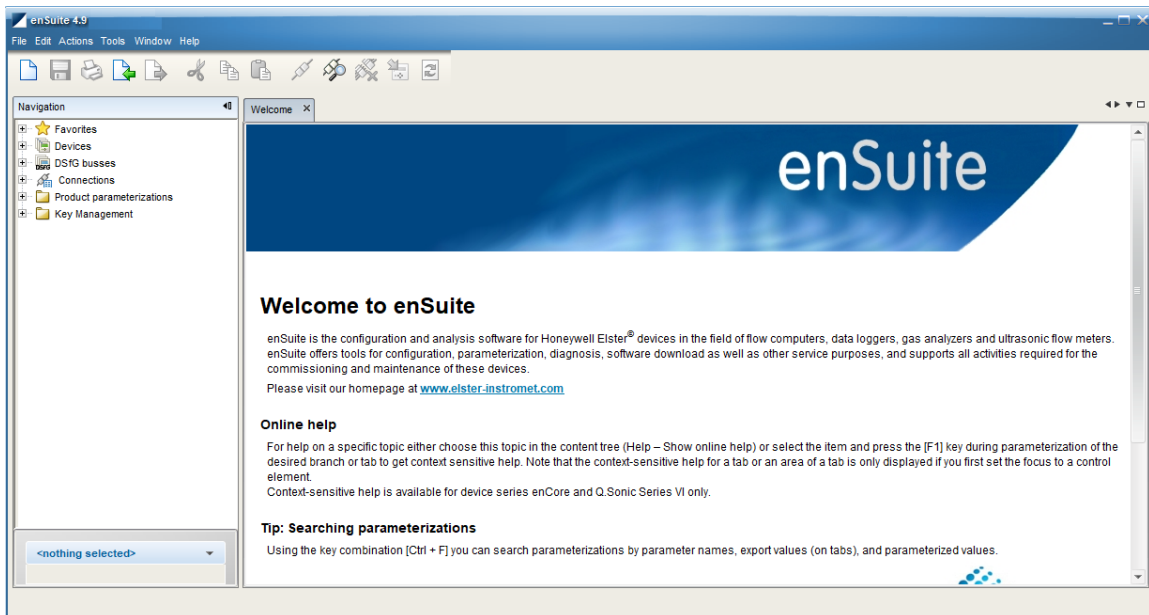 enSuite 4.9
File Edit Actions Tools Window Help
Navigation
Welcome
Favorites
Devices
DSfG busses
Connections
Product parameterizations
Key Management
<nothing selected>
enSuite
Welcome to enSuite
enSuite is the configuration and analysis software for Honeywell Elster® devices in the field of flow computers, data loggers, gas analyzers and ultrasonic flow meters.
enSuite offers tools for configuration, parameterization, diagnosis, software download as well as other service purposes, and supports all activities required for the
commissioning and maintenance of these devices.
Please visit our homepage at www.elster-instromet.com
Online help
For help on a specific topic either choose this topic in the content tree (Help – Show online help) or select the item and press the [F1] key during parameterization of the
desired branch or tab to get context sensitive help. Note that the context-sensitive help for a tab or an area of a tab is only displayed if you first set the focus to a control
element.
Context-sensitive help is available for device series enCore and Q.Sonic Series VI only.
Tip: Searching parameterizations
Using the key combination [Ctrl + F] you can search parameterizations by parameter names, export values (on tabs), and parameterized values.